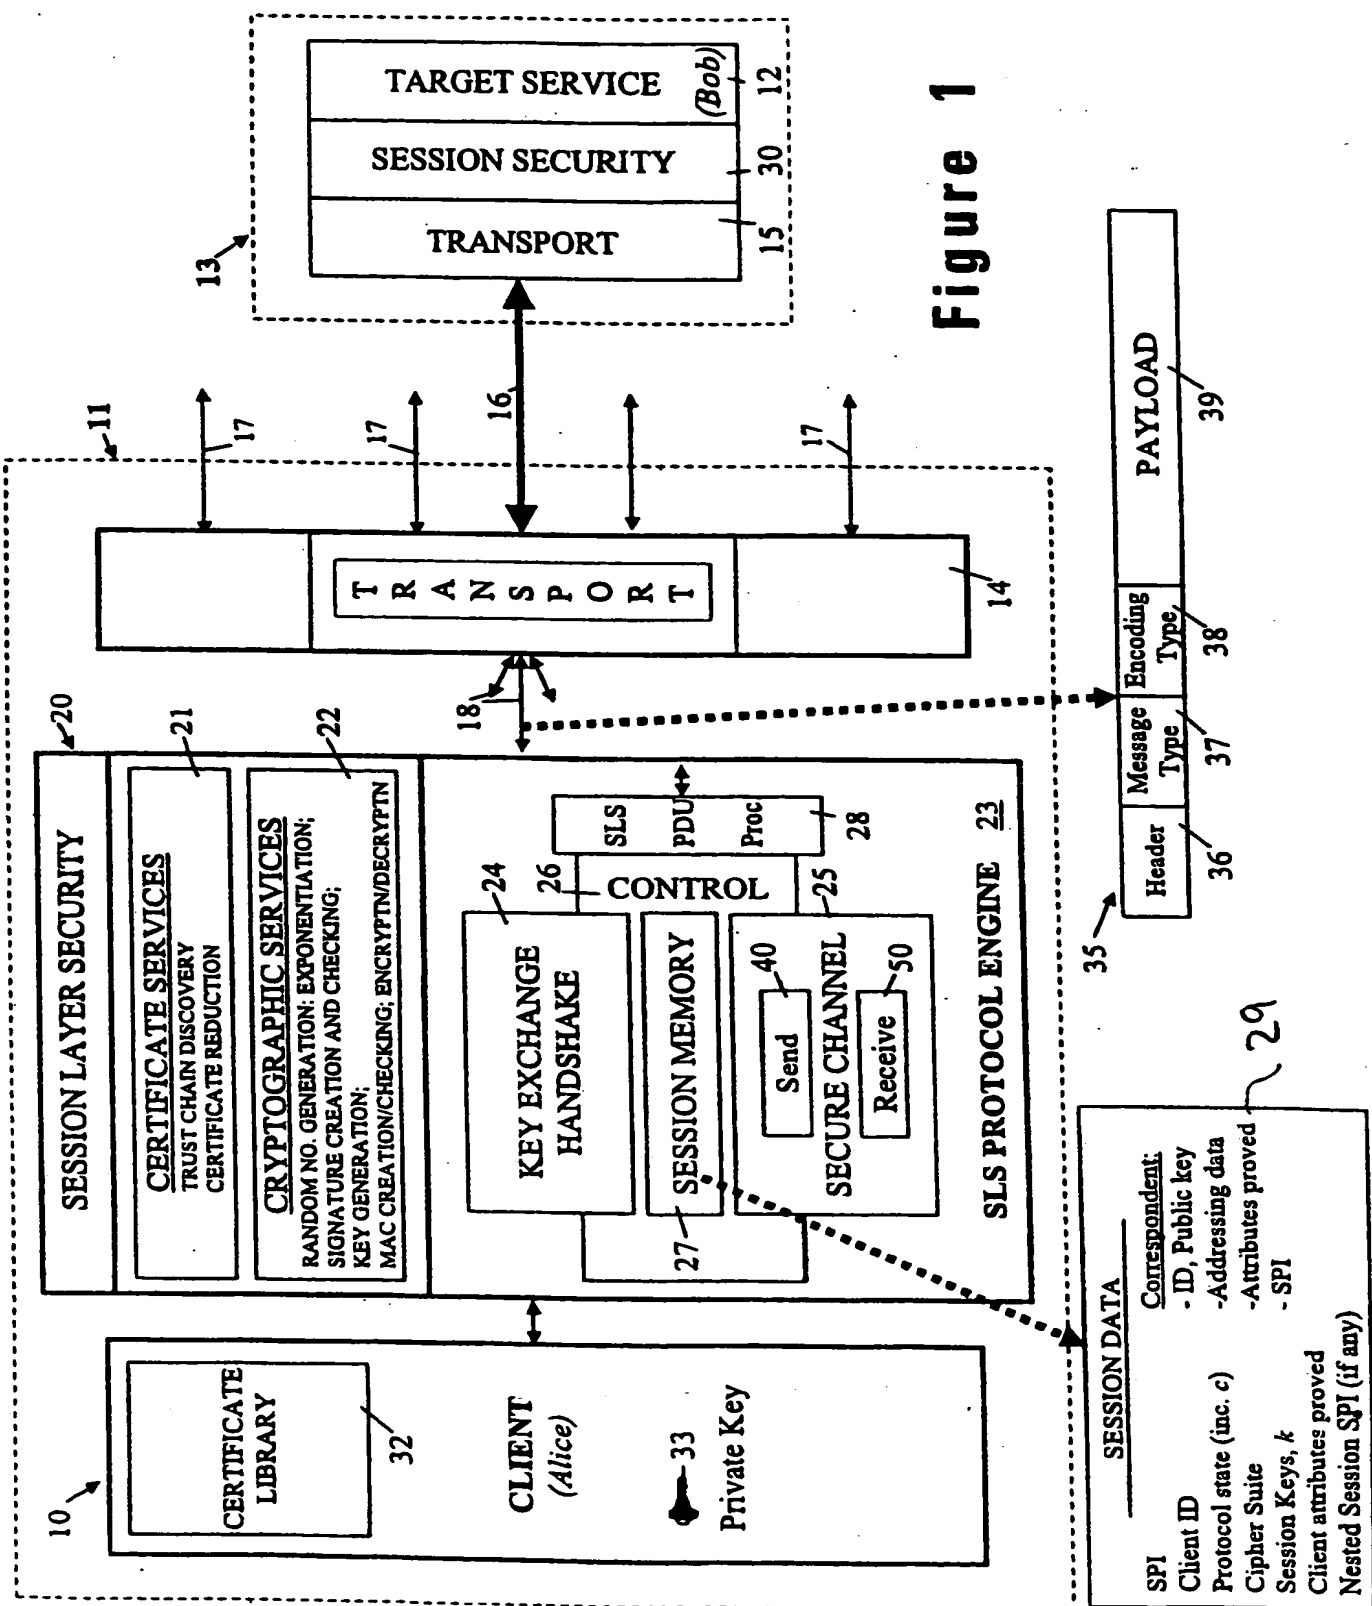 10
CERTIFICATE
LIBRARY
32
CLIENT
(Alice)
33
Private Key
20
SESSION LAYER SECURITY
21
CERTIFICATE SERVICES
TRUST CHAIN DISCOVERY
CERTIFICATE REDUCTION
22
CRYPTOGRAPHIC SERVICES
RANDOM NO. GENERATION: EXPONENTIATION;
SIGNATURE CREATION AND CHECKING;
KEY GENERATION;
MAC CREATION/CHECKING; ENCRYPTN/DECRYPTN
24
KEY EXCHANGE
HANDSHAKE
26
CONTROL
SLS
PDU
Proc
28
27
SESSION MEMORY
25
40
Send
50
Receive
SECURE CHANNEL
SLS PROTOCOL ENGINE 23
18
11
TRANSPORT
14
17
17
16
17
13
TARGET SERVICE
(Bob)
12
SESSION SECURITY
30
TRANSPORT
15
Figure 1
35
Header
36
Message
Type
37
Encoding
Type
38
PAYLOAD
39
SESSION DATA
SPI
Client ID
Protocol state (inc. c)
Cipher Suite
Session Keys, k
Client attributes proved
Nested Session SPI (if any)
Correspondent:
- ID, Public key
-Addressing data
-Attributes proved
- SPI
29